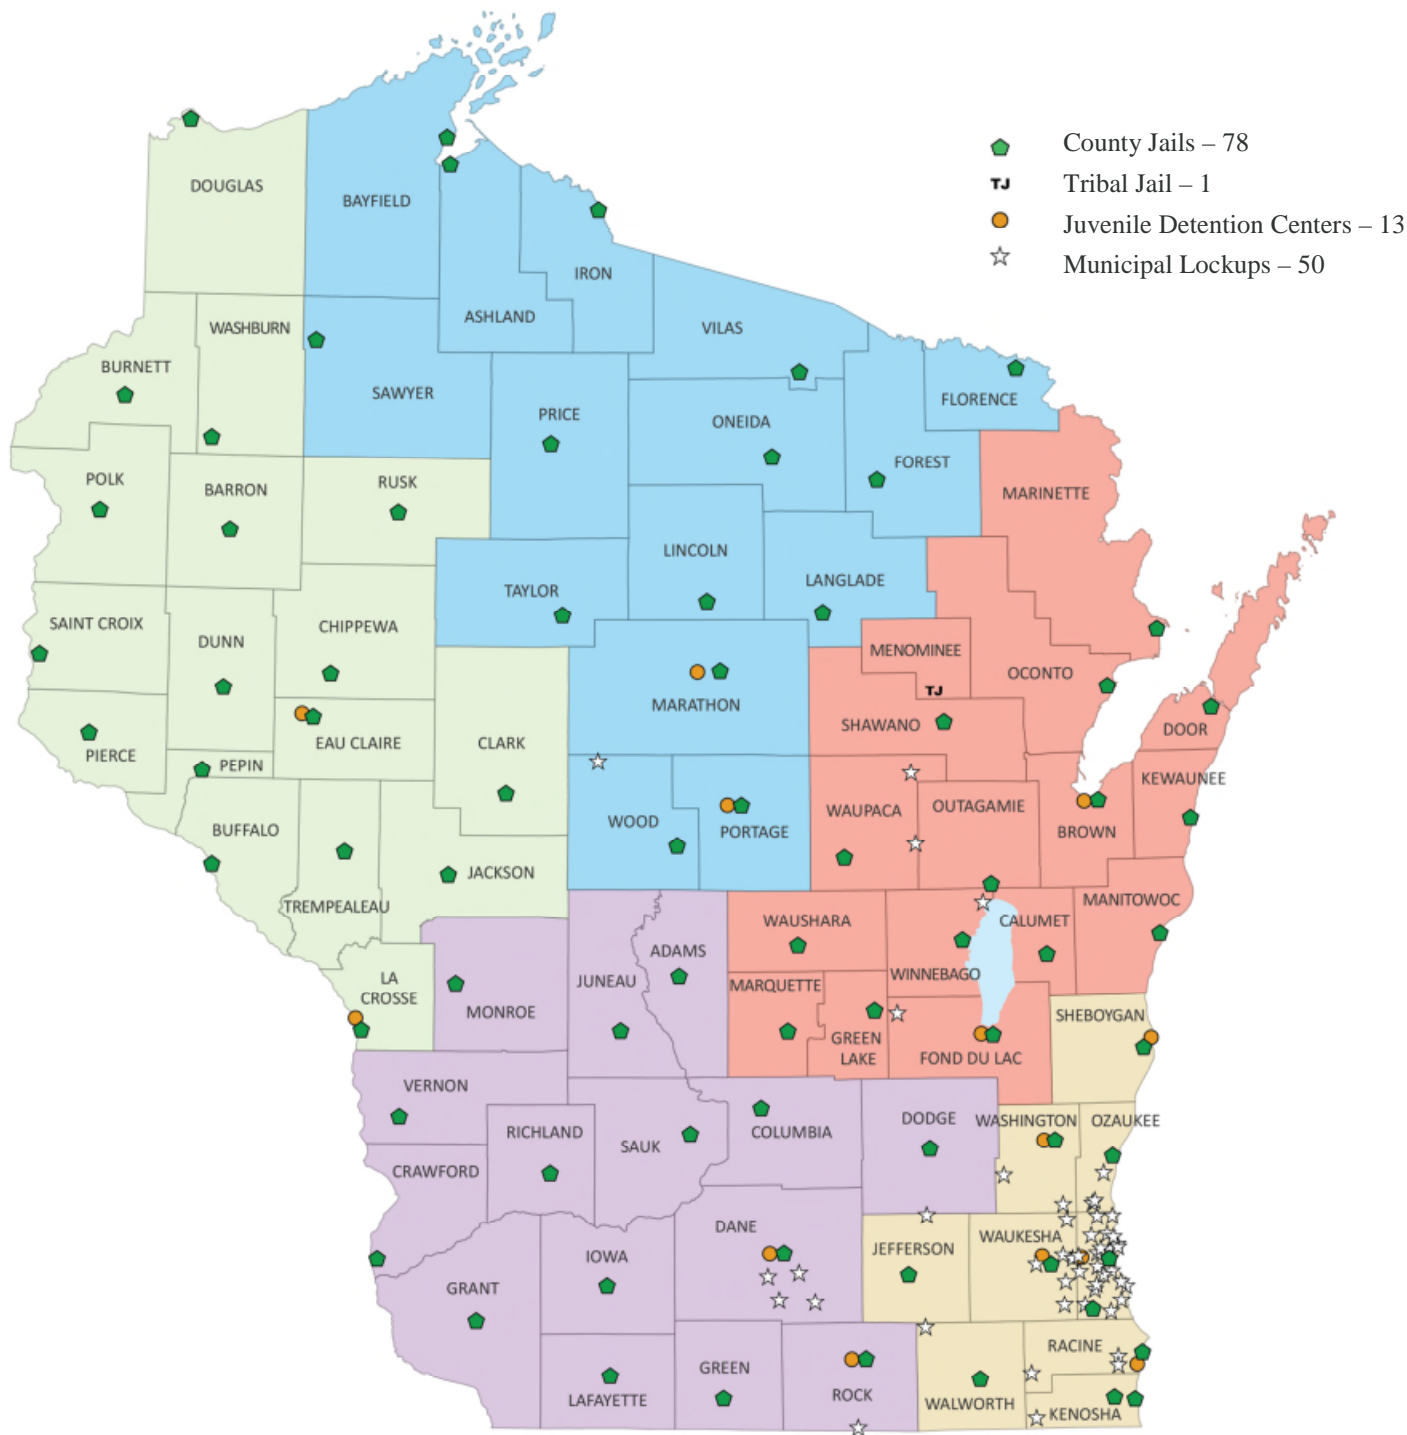 County Jails – 78
TJ Tribal Jail – 1
Juvenile Detention Centers – 13
Municipal Lockups – 50
DOUGLAS
BAYFIELD
IRON
ASHLAND
WASHBURN
VILAS
BURNETT
SAWYER
FLORENCE
PRICE
ONEIDA
FOREST
POLK
BARRON
RUSK
MARINETTE
LINCOLN
TAYLOR
LANGLADE
SAINT CROIX
CHIPPEWA
DUNN
MENOMINEE
OCONTO
TJ
MARATHON
SHAWANO
DOOR
PIERCE
EAU CLAIRE
CLARK
PEPIN
KEWAUNEE
WAUPACA
OUTAGAMIE
WOOD
PORTAGE
BROWN
BUFFALO
JACKSON
TREMPEALEAU
MANITOWOC
WAUSHARA
CALUMET
ADAMS
WINNEBAGO
JUNEAU
LA
CROSSE
MARQUETTE
MONROE
SHEBOYGAN
GREEN
LAKE
FOND DU LAC
VERNON
DODGE
WASHINGTON
OZAUKEE
RICHLAND
SAUK
COLUMBIA
CRAWFORD
DANE
WAUKESHA
JEFFERSON
IOWA
GRANT
RACINE
GREEN
ROCK
LAFAYETTE
WALWORTH
KENOSHA